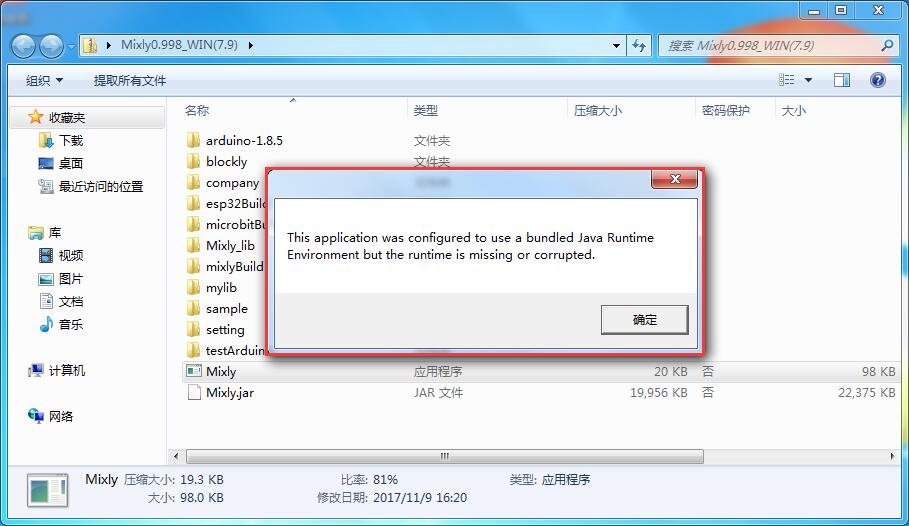 Mixly0.998_WIN(7.9)
搜索 Mixly0.998_WIN(7.9)
组织
提取所有文件
名称 类型 压缩大小 密码保护 大小
收藏夹
下载
桌面
最近访问的位置
库
视频
图片
文档
音乐
计算机
网络
arduino-1.8.5 文件夹
blockly 文件夹
company
esp32Buil
microbitBu
Mixly_lib
mixlyBuild
mylib
sample
setting
testArduin
Mixly 应用程序 20 KB 否 98 KB
Mixly.jar JAR 文件 19,956 KB 否 22,375 KB
This application was configured to use a bundled Java Runtime
Environment but the runtime is missing or corrupted.
确定
Mixly 压缩大小: 19.3 KB 比率: 81% 类型: 应用程序
大小: 98.0 KB 修改日期: 2017/11/9 16:20